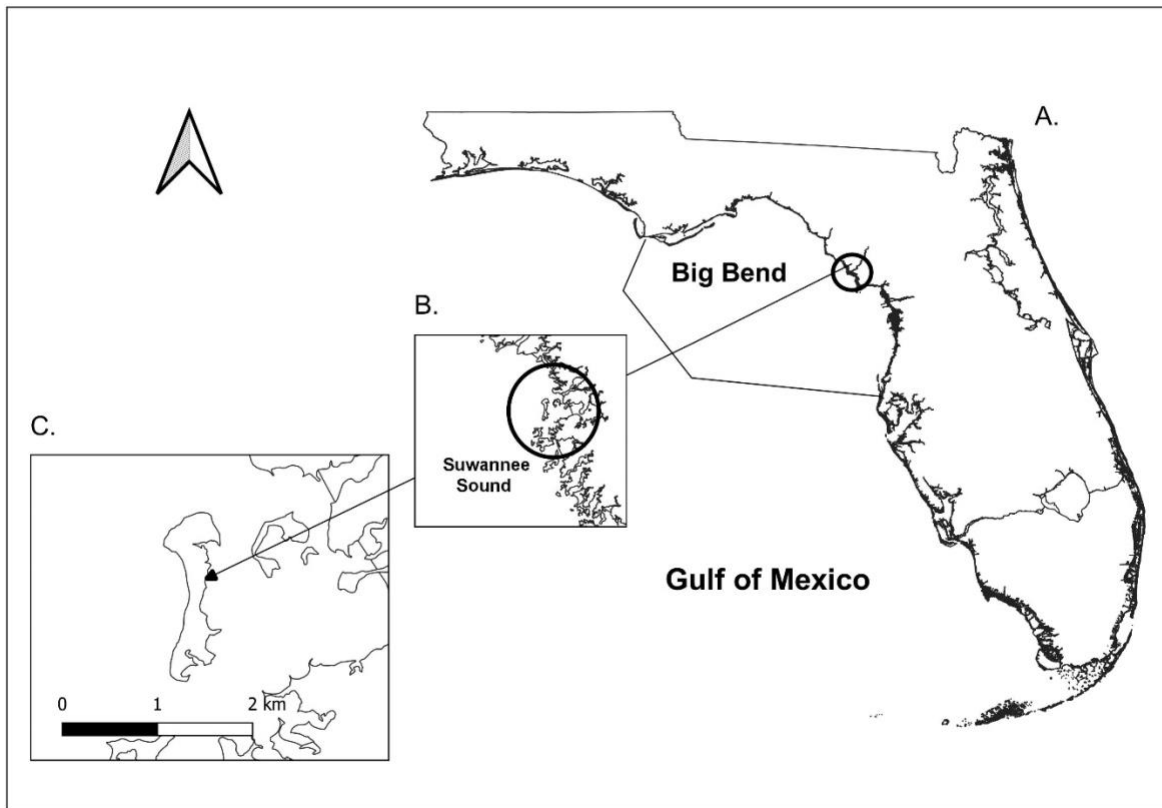 A.
Big Bend
B.
Suwannee
Sound
C.
0 1 2 km
Gulf of Mexico